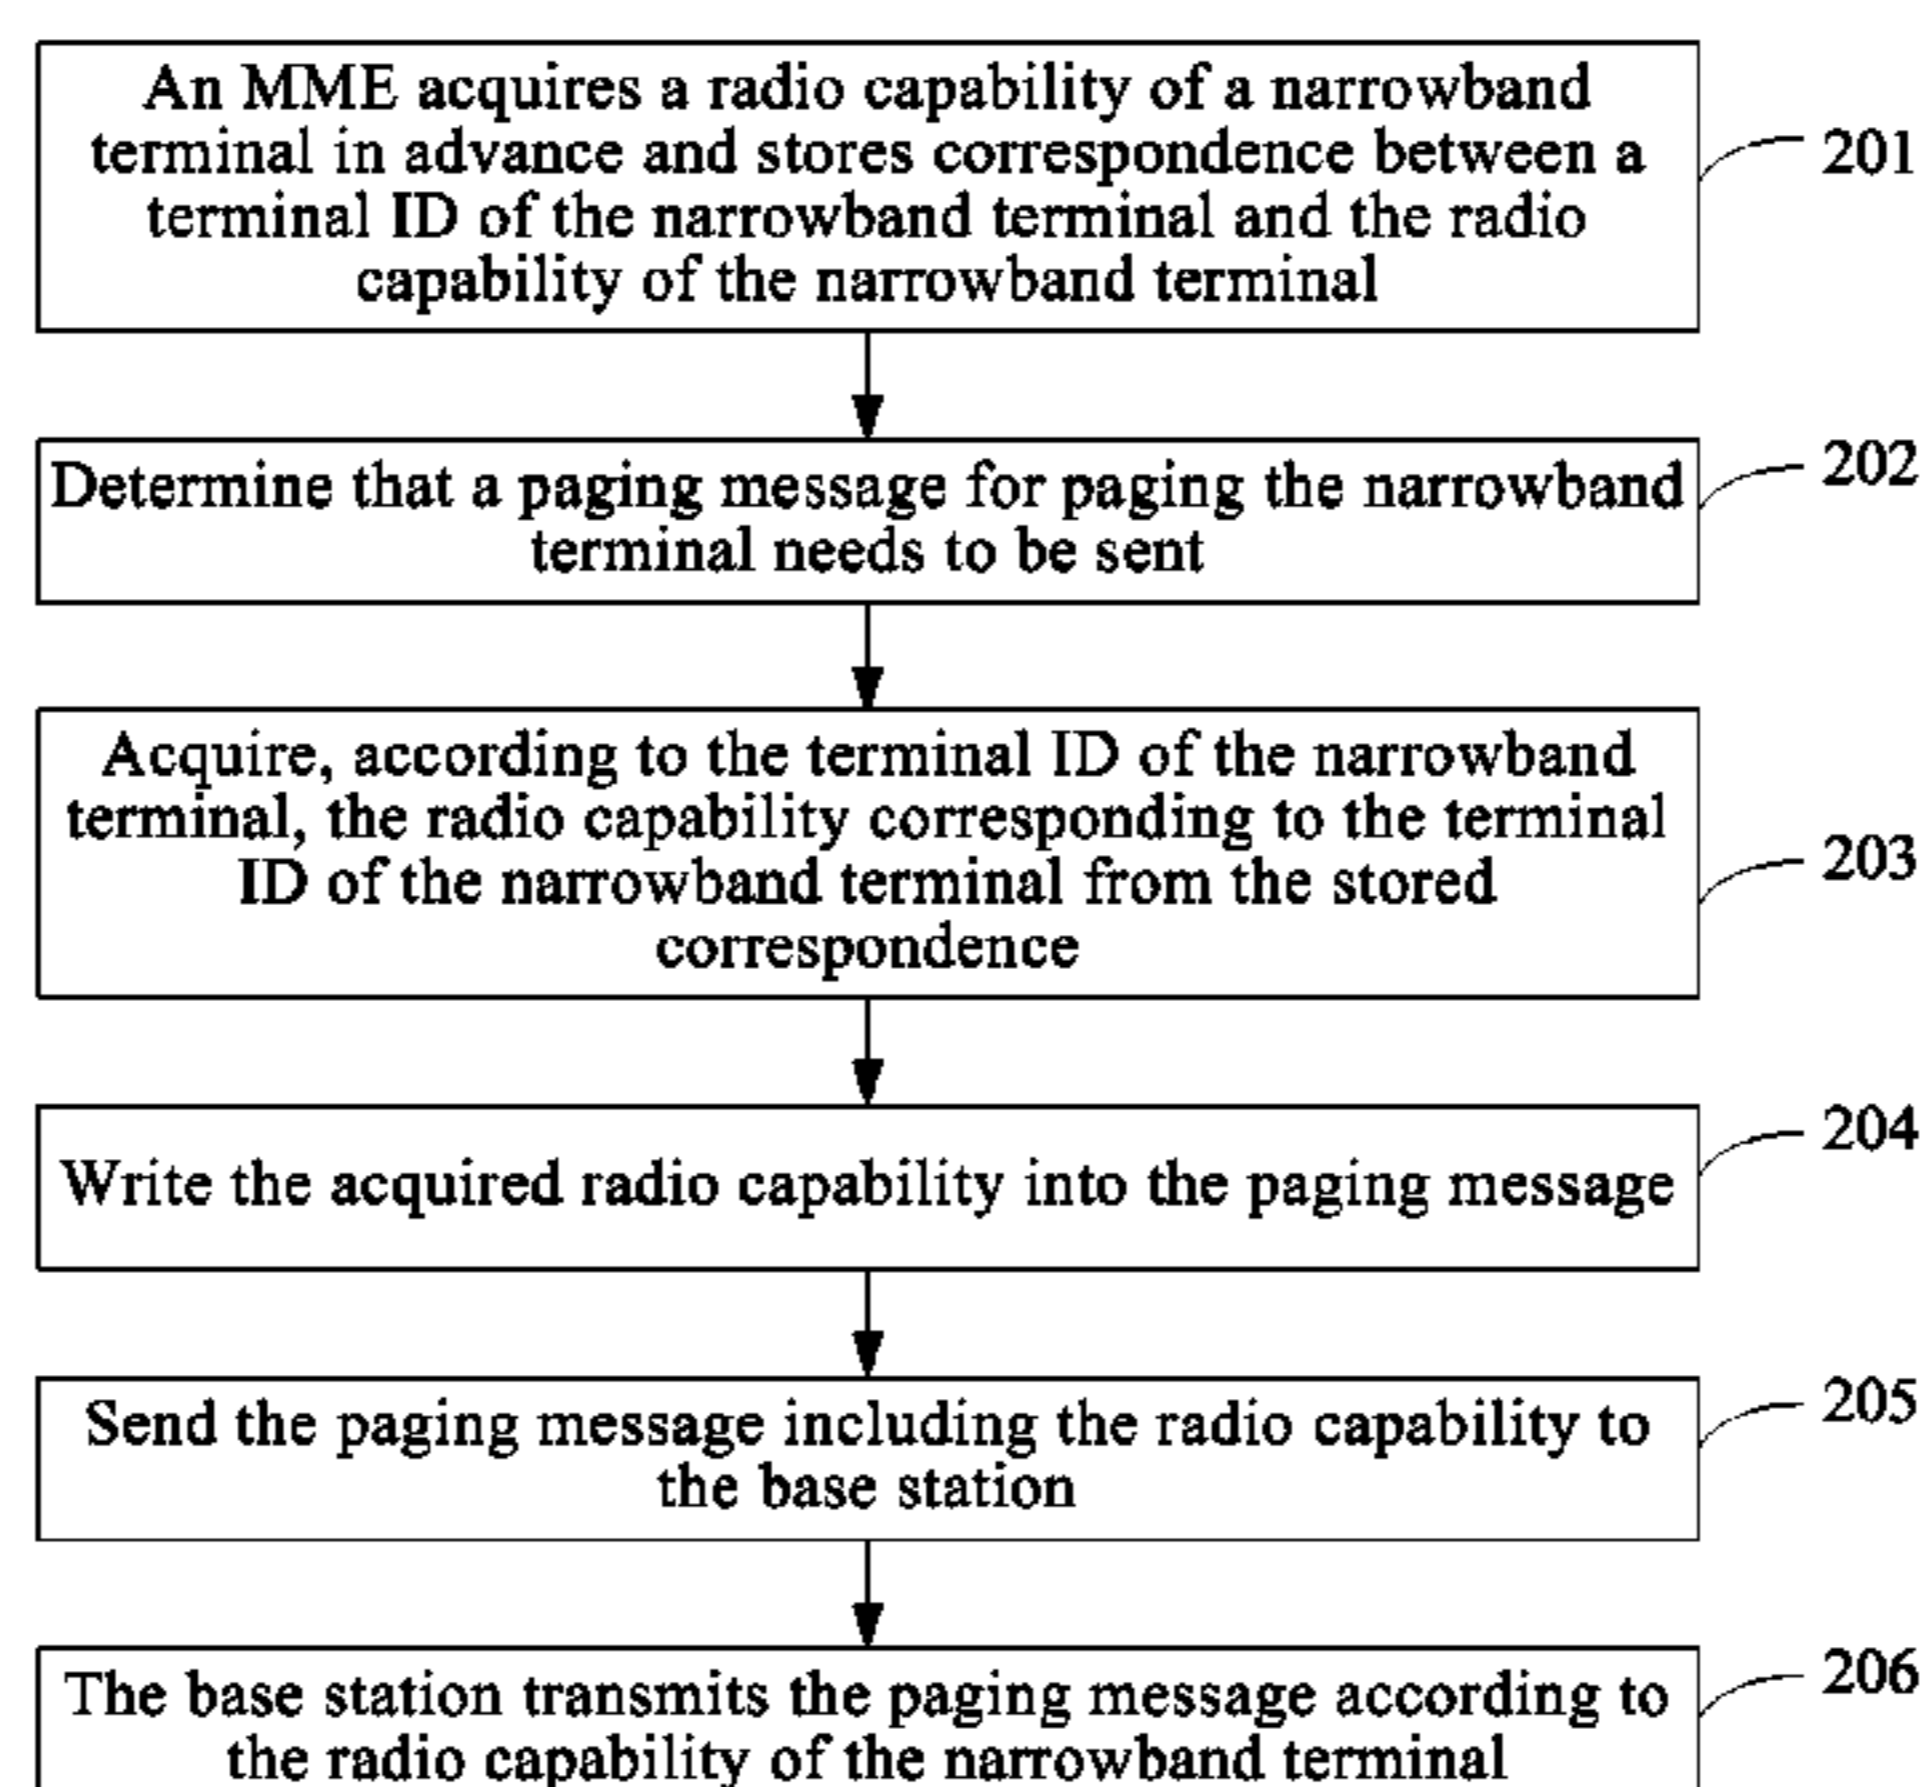 An MME acquires a radio capability of a narrowband
terminal in advance and stores correspondence between a
terminal ID of the narrowband terminal and the radio
capability of the narrowband terminal
201
Determine that a paging message for paging the narrowband
terminal needs to be sent
202
Acquire, according to the terminal ID of the narrowband
terminal, the radio capability corresponding to the terminal
ID of the narrowband terminal from the stored
correspondence
203
Write the acquired radio capability into the paging message
204
Send the paging message including the radio capability to
the base station
205
The base station transmits the paging message according to
the radio capability of the narrowband terminal
206